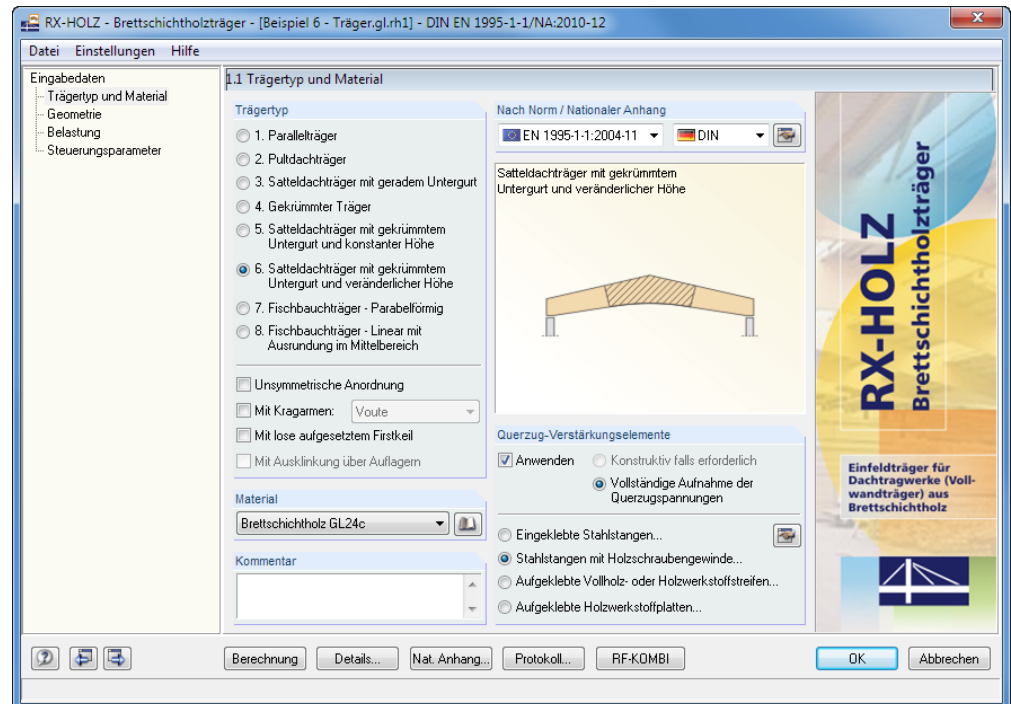 RX-HOLZ - Brettschichtholzträger - [Beispiel 6 - Träger.gl.rh1] - DIN EN 1995-1-1/NA:2010-12
Datei Einstellungen Hilfe
Eingabedaten
Trägertyp und Material
Geometrie
Belastung
Steuerungsparameter
1.1 Trägertyp und Material
Trägertyp
1. Parallelträger
2. Pultdachträger
3. Satteldachträger mit geradem Untergurt
4. Gekrümmter Träger
5. Satteldachträger mit gekrümmtem
Untergurt und konstanter Höhe
6. Satteldachträger mit gekrümmtem
Untergurt und veränderlicher Höhe
7. Fischbauchträger - Parabelförmig
8. Fischbauchträger - Linear mit
Ausrundung im Mittelbereich
Unsymmetrische Anordnung
Mit Kragarmen: Voute
Mit lose aufgesetztem Firstkeil
Mit Ausklinkung über Auflagern
Material
Brettschichtholz GL24c
Kommentar
Nach Norm / Nationaler Anhang
EN 1995-1-1:2004-11 DIN
Satteldachträger mit gekrümmtem
Untergurt und veränderlicher Höhe
Querzug-Verstärkungselemente
Anwenden Konstruktiv falls erforderlich
Vollständige Aufnahme der
Querzugspannungen
Eingeklebte Stahlstangen...
Stahlstangen mit Holzschraubengewinde...
Aufgeklebte Vollholz- oder Holzwerkstoffstreifen...
Aufgeklebte Holzwerkstoffplatten...
RX-HOLZ
Brettschichtholzträger
Einfeldträger für
Dachtragwerke (Voll-
wandträger) aus
Brettschichtholz
Berechnung Details... Nat. Anhang... Protokoll... RF-KOMBI OK Abbrechen